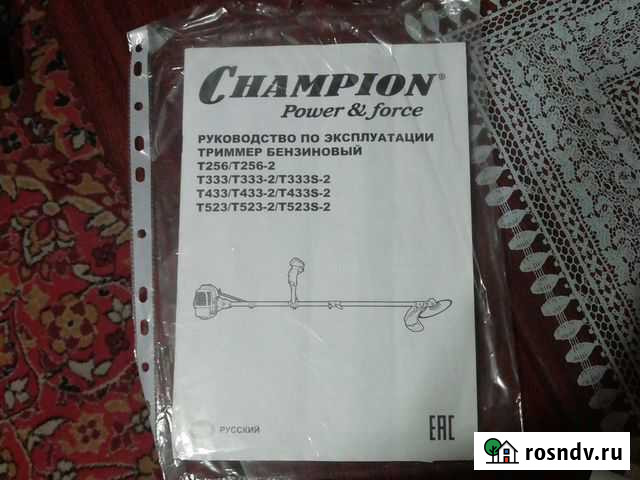 CHAMPION®
Power & force
РУКОВОДСТВО ПО ЭКСПЛУАТАЦИИ
ТРИММЕР БЕНЗИНОВЫЙ
T256/T256-2
T333/T333-2/T333S-2
T433/T433-2/T433S-2
T523/T523-2/T523S-2
РУССКИЙ
EAC
rosndv.ru